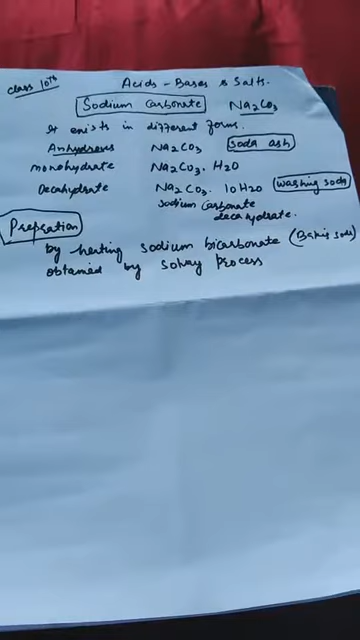 class 10th
Acids - Bases & Salts.
Sodium Carbonate Na2CO3
It exists in different forms.
Anhydrous Na2CO3 soda ash
monohydrate Na2CO3. H2O
Decahydrate Na2CO3. 10H2O washing soda
sodium carbonate
decahydrate.
Prepration
by heating sodium bicarbonate (Baking soda)
obtained by solvay process